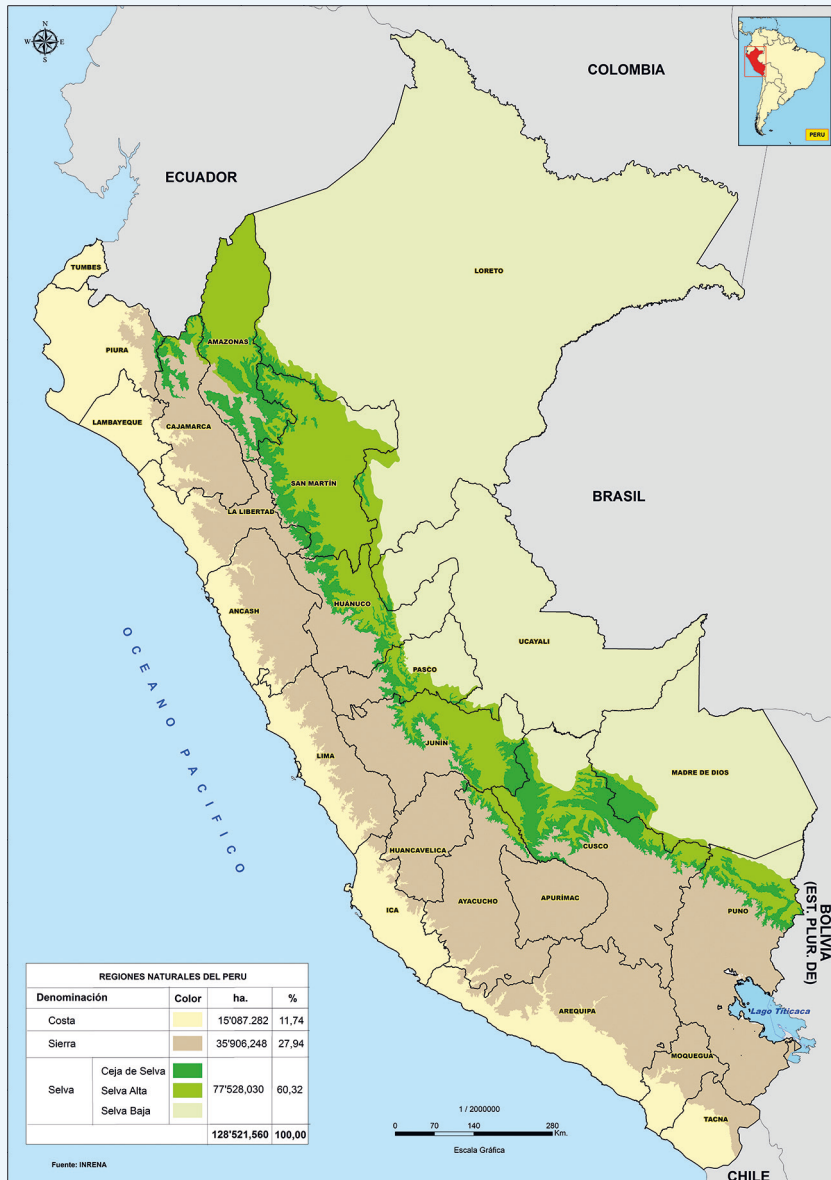 N
W
E
S
COLOMBIA
PERU
ECUADOR
LORETO
TUMBES
AMAZONAS
PIURA
LAMBAYEQUE
CAJAMARCA
SAN MARTÍN
BRASIL
LA LIBERTAD
HUÁNUCO
ANCASH
UCAYALI
PASCO
OCEANO PACIFICO
JUNÍN
LIMA
MADRE DE DIOS
HUANCAVELICA
CUSCO
AYACUCHO
APURÍMAC
ICA
PUNO
BOLIVIA
(EST. PLUR. DE)
Lago Titicaca
AREQUIPA
MOQUEGUA
TACNA
CHILE
REGIONES NATURALES DEL PERU
Denominación Color ha. %
Costa 15'087.282 11,74
Sierra 35'906,248 27,94
Ceja de Selva
Selva Selva Alta 77'528,030 60,32
Selva Baja
128'521,560 100,00
Fuente: INRENA
1 / 2000000
0 70 140 280
Km.
Escala Gráfica